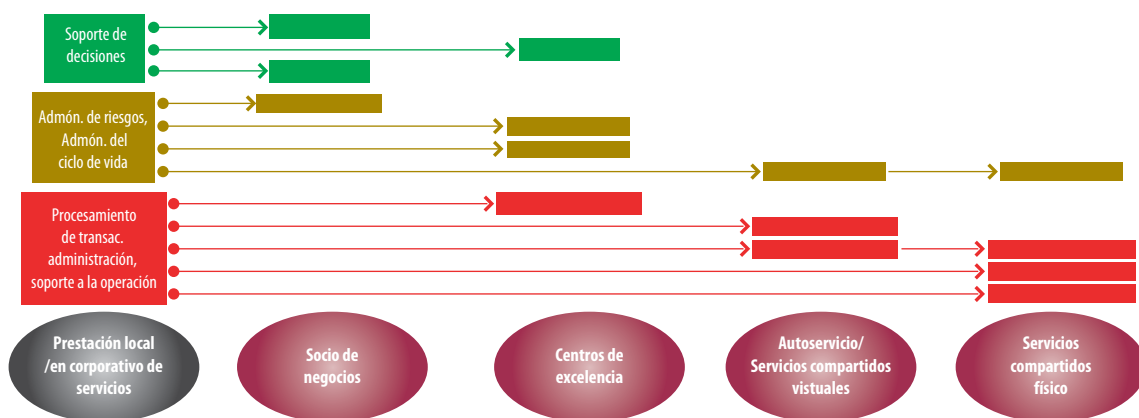 Soporte de
decisiones
Admón. de riesgos,
Admón. del
ciclo de vida
Procesamiento
de transac.
administración,
soporte a la operación
Prestación local
/en corporativo de
servicios
Socio de
negocios
Centros de
excelencia
Autoservicio/
Servicios compartidos
vistuales
Servicios
compartidos
físico